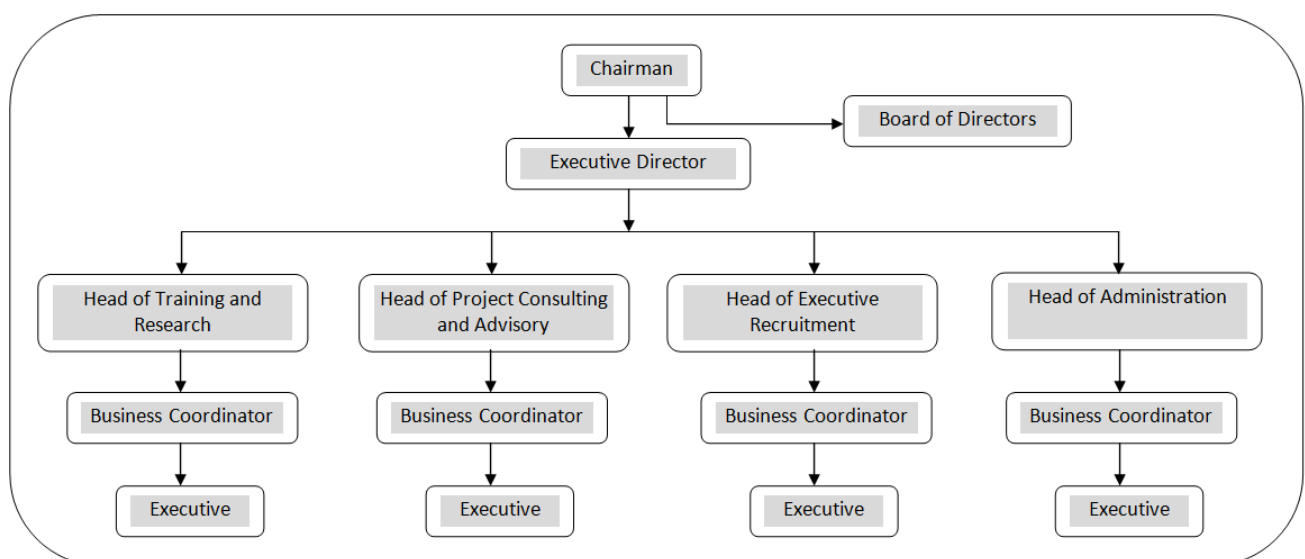 Chairman
Board of Directors
Executive Director
Head of Training and
Research
Head of Project Consulting
and Advisory
Head of Executive
Recruitment
Head of Administration
Business Coordinator
Business Coordinator
Business Coordinator
Business Coordinator
Executive
Executive
Executive
Executive